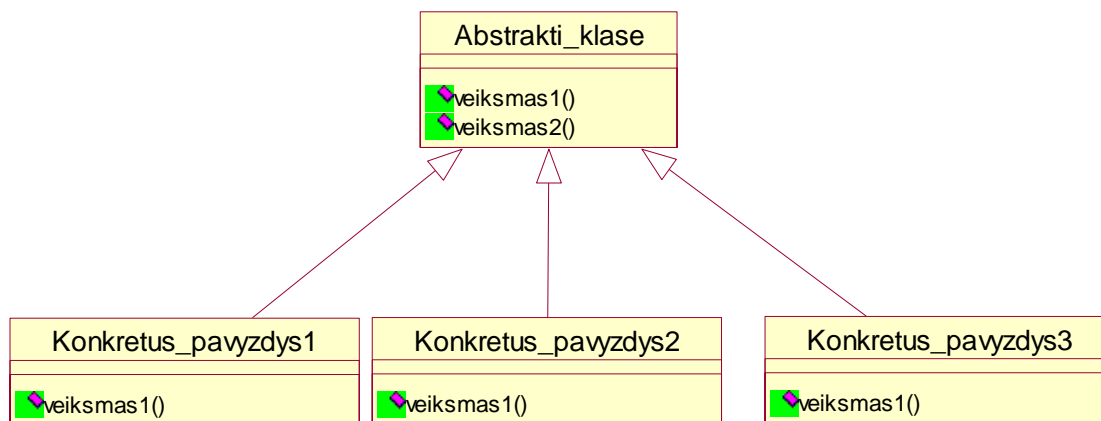 Abstrakti_klase
veiksmas1()
veiksmas2()
Konkretus_pavyzdys1
veiksmas1()
Konkretus_pavyzdys2
veiksmas1()
Konkretus_pavyzdys3
veiksmas1()